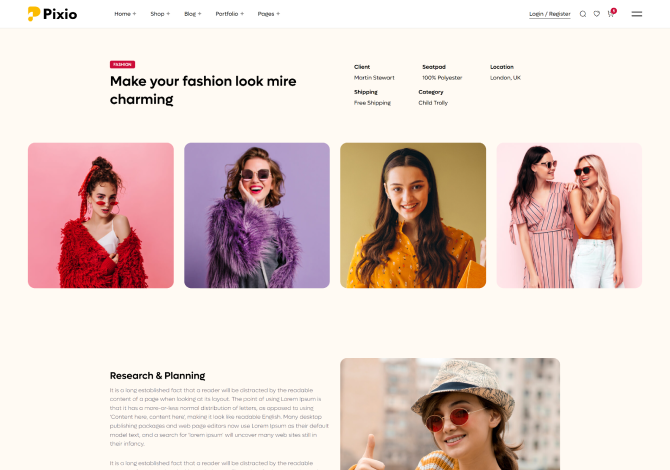 Pixio
Home + Shop + Blog + Portfolio + Pages +
Login / Register
FASHION
Make your fashion look mire
charming
Client Seatpad Location
Martin Stewart 100% Polyester London, UK
Shipping Category
Free Shipping Child Trolly
Research & Planning
It is a long established fact that a reader will be distracted by the readable
content of a page when looking at its layout. The point of using Lorem Ipsum is
that it has a more-or-less normal distribution of letters, as opposed to using
'Content here, content here', making it look like readable English. Many desktop
publishing packages and web page editors now use Lorem Ipsum as their default
model text, and a search for 'lorem ipsum' will uncover many web sites still in
their infancy.
It is a long established fact that a reader will be distracted by the readable